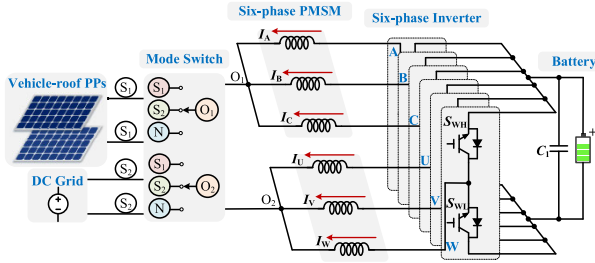 Six-phase PMSM
Six-phase Inverter
Battery
Mode Switch
Vehicle-roof PPs
DC Grid
S1
S1
S2
S2
S1
S2
N
O1
S1
S2
N
O2
O1
O2
IA
IB
IC
IU
IV
IW
A
B
C
U
V
W
SWH
SWL
C1
+